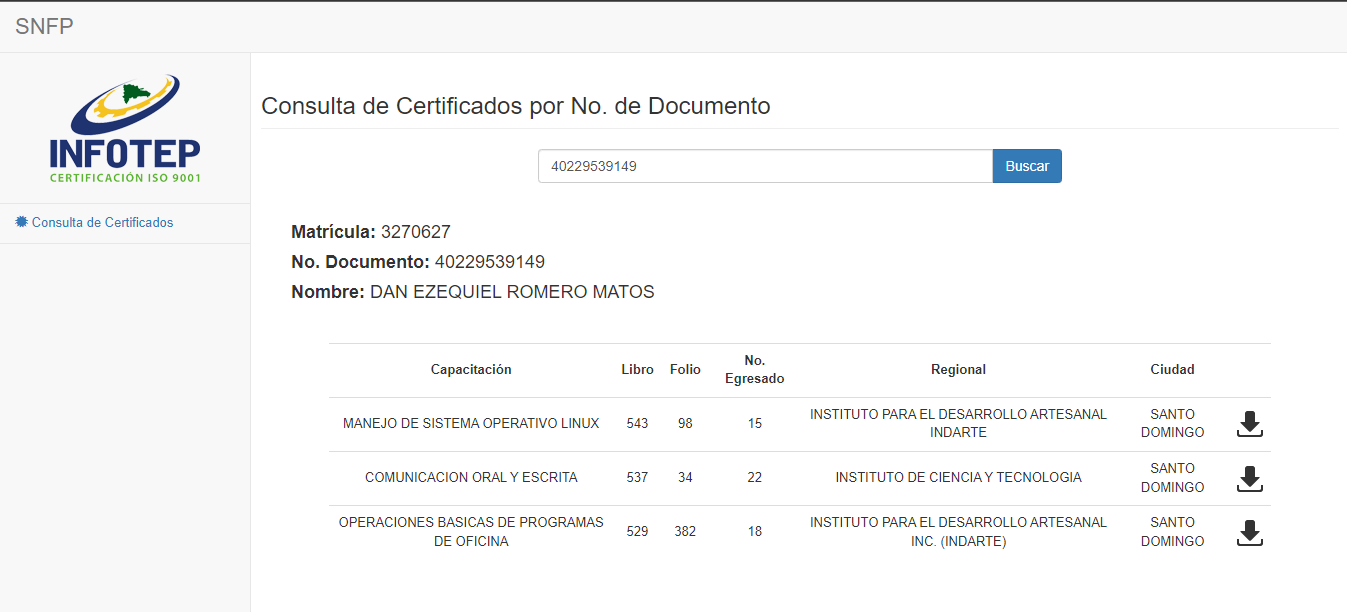 SNFP
INFOTEP
CERTIFICACIÓN ISO 9001
Consulta de Certificados
Consulta de Certificados por No. de Documento
40229539149 Buscar
Matrícula: 3270627
No. Documento: 40229539149
Nombre: DAN EZEQUIEL ROMERO MATOS
Capacitación Libro Folio No. Egresado Regional Ciudad
MANEJO DE SISTEMA OPERATIVO LINUX 543 98 15 INSTITUTO PARA EL DESARROLLO ARTESANAL INDARTE SANTO DOMINGO
COMUNICACION ORAL Y ESCRITA 537 34 22 INSTITUTO DE CIENCIA Y TECNOLOGIA SANTO DOMINGO
OPERACIONES BASICAS DE PROGRAMAS DE OFICINA 529 382 18 INSTITUTO PARA EL DESARROLLO ARTESANAL INC. (INDARTE) SANTO DOMINGO